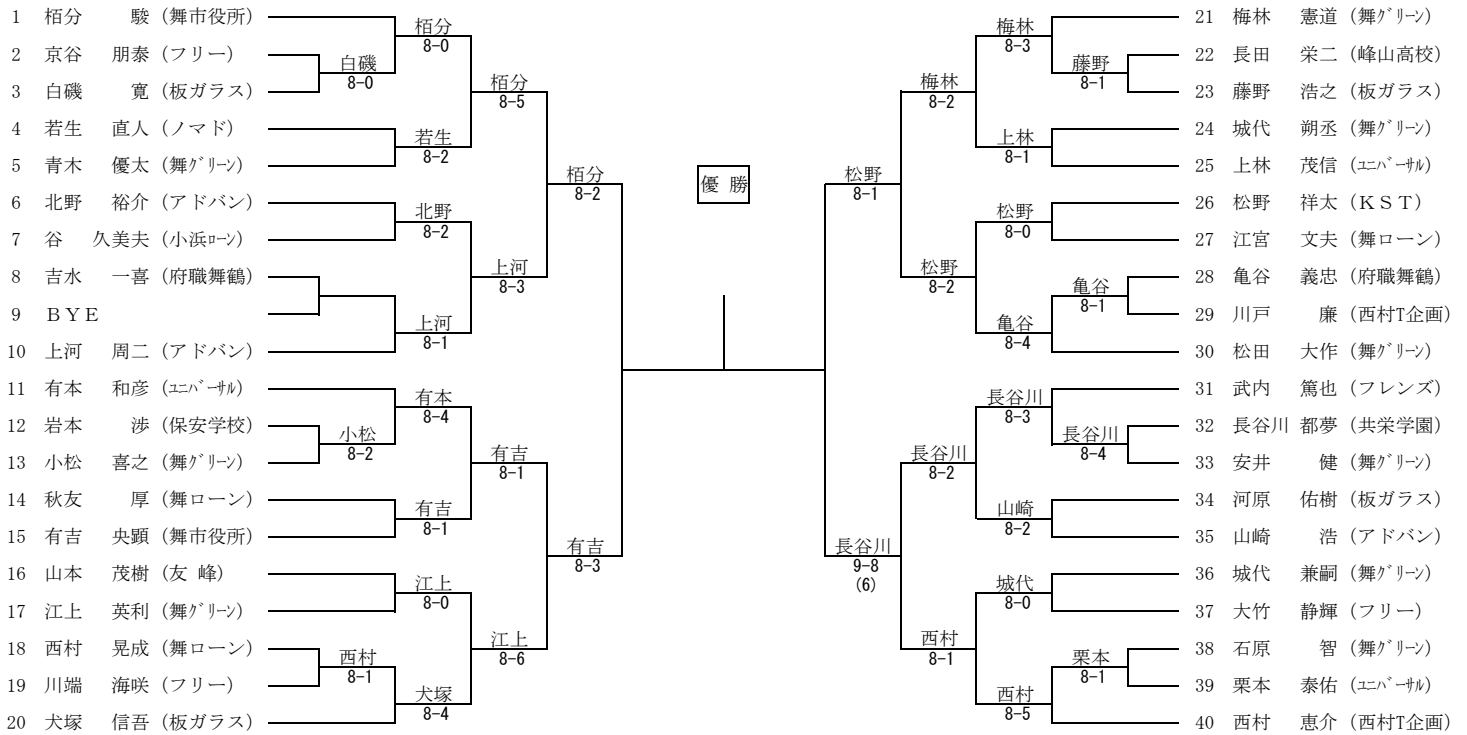 1 栢分 駿 (舞市役所)
2 京谷 朋泰 (フリー)
3 白磯 寛 (板ガラス)
4 若生 直人 (ノマド)
5 青木 優太 (舞グリーン)
6 北野 裕介 (アドバン)
7 谷 久美夫 (小浜ローン)
8 吉水 一喜 (府職舞鶴)
9 BYE
10 上河 周二 (アドバン)
11 有本 和彦 (ユニバーサル)
12 岩本 渉 (保安学校)
13 小松 喜之 (舞グリーン)
14 秋友 厚 (舞ローン)
15 有吉 央顕 (舞市役所)
16 山本 茂樹 (友 峰)
17 江上 英利 (舞グリーン)
18 西村 晃成 (舞ローン)
19 川端 海咲 (フリー)
20 犬塚 信吾 (板ガラス)
白磯
8-0
小松
8-2
西村
8-1
栢分
8-0
若生
8-2
北野
8-2
上河
8-1
有本
8-4
有吉
8-1
江上
8-0
犬塚
8-4
栢分
8-5
上河
8-3
有吉
8-1
江上
8-6
栢分
8-2
有吉
8-3
優 勝
松野
8-1
長谷川
9-8
(6)
梅林
8-2
松野
8-2
長谷川
8-2
西村
8-1
梅林
8-3
上林
8-1
松野
8-0
亀谷
8-4
長谷川
8-3
山崎
8-2
城代
8-0
西村
8-5
藤野
8-1
亀谷
8-1
長谷川
8-4
栗本
8-1
21 梅林 憲道 (舞グリーン)
22 長田 栄二 (峰山高校)
23 藤野 浩之 (板ガラス)
24 城代 朔丞 (舞グリーン)
25 上林 茂信 (ユニバーサル)
26 松野 祥太 (KST)
27 江宮 文夫 (舞ローン)
28 亀谷 義忠 (府職舞鶴)
29 川戸 廉 (西村T企画)
30 松田 大作 (舞グリーン)
31 武内 篤也 (フレンズ)
32 長谷川 都夢 (共栄学園)
33 安井 健 (舞グリーン)
34 河原 佑樹 (板ガラス)
35 山崎 浩 (アドバン)
36 城代 兼嗣 (舞グリーン)
37 大竹 静輝 (フリー)
38 石原 智 (舞グリーン)
39 栗本 泰佑 (ユニバーサル)
40 西村 恵介 (西村T企画)